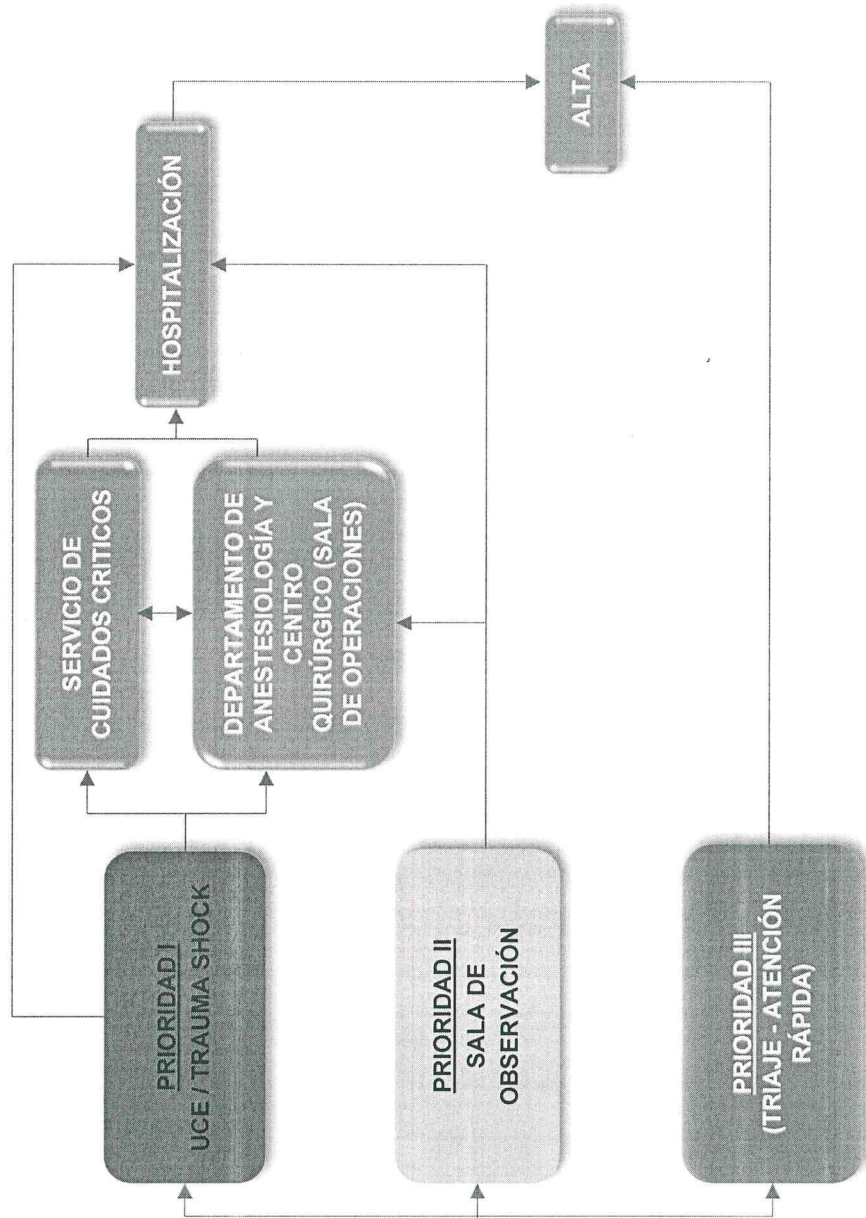 PRIORIDAD I
UCE / TRAUMA SHOCK
PRIORIDAD II
SALA DE
OBSERVACIÓN
PRIORIDAD III
(TRIAJE - ATENCIÓN
RÁPIDA)
SERVICIO DE
CUIDADOS CRITICOS
DEPARTAMENTO DE
ANESTESIOLOGÍA Y
CENTRO
QUIRÚRGICO (SALA
DE OPERACIONES)
HOSPITALIZACIÓN
ALTA